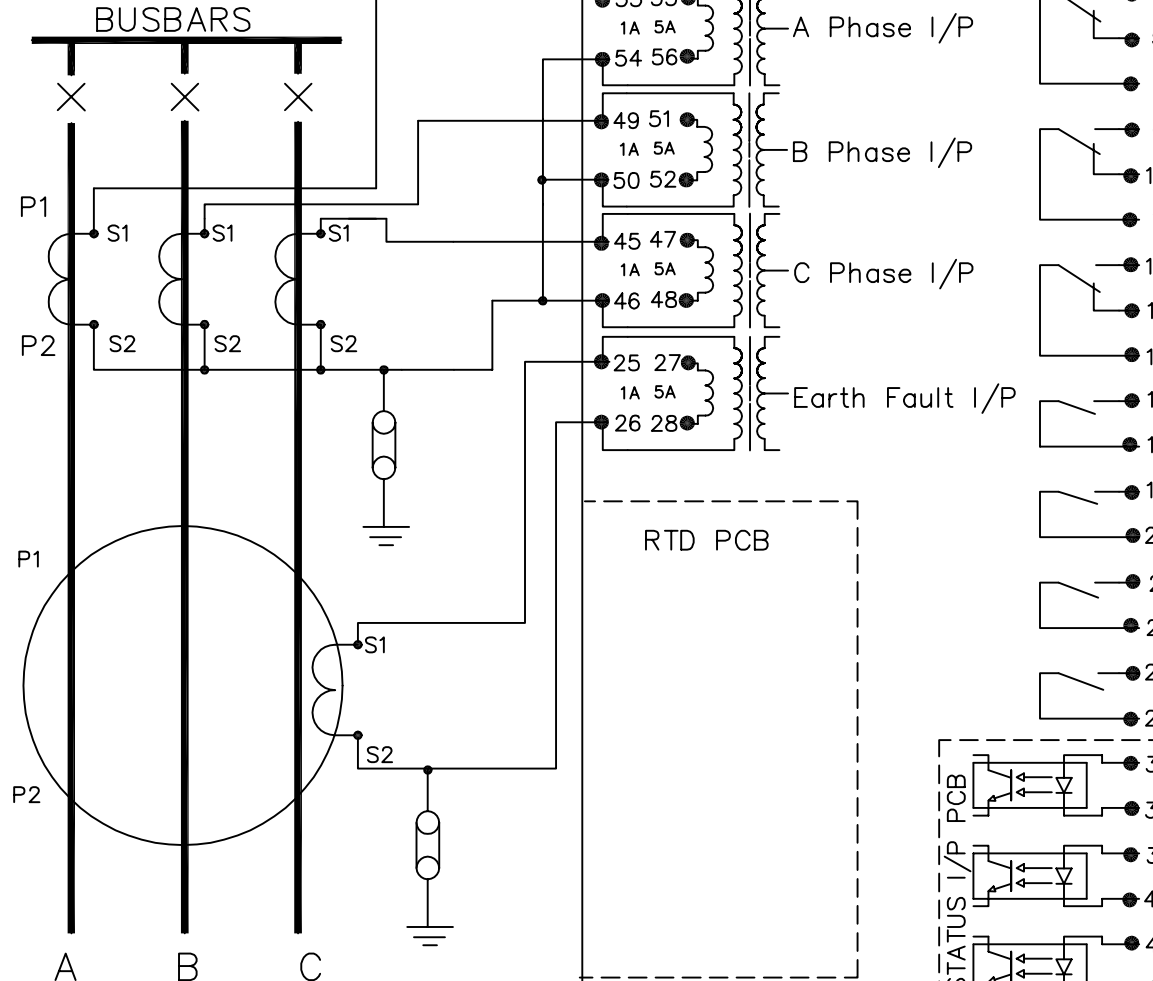 BUSBARS
1A 5A
54 56
A Phase I/P
49 51
1A 5A
50 52
B Phase I/P
P1
S1
S1
S1
45 47
1A 5A
46 48
C Phase I/P
P2
S2
S2
S2
25 27
1A 5A
26 28
Earth Fault I/P
RTD PCB
P1
S1
S2
P2
STATUS I/P PCB
A
B
C